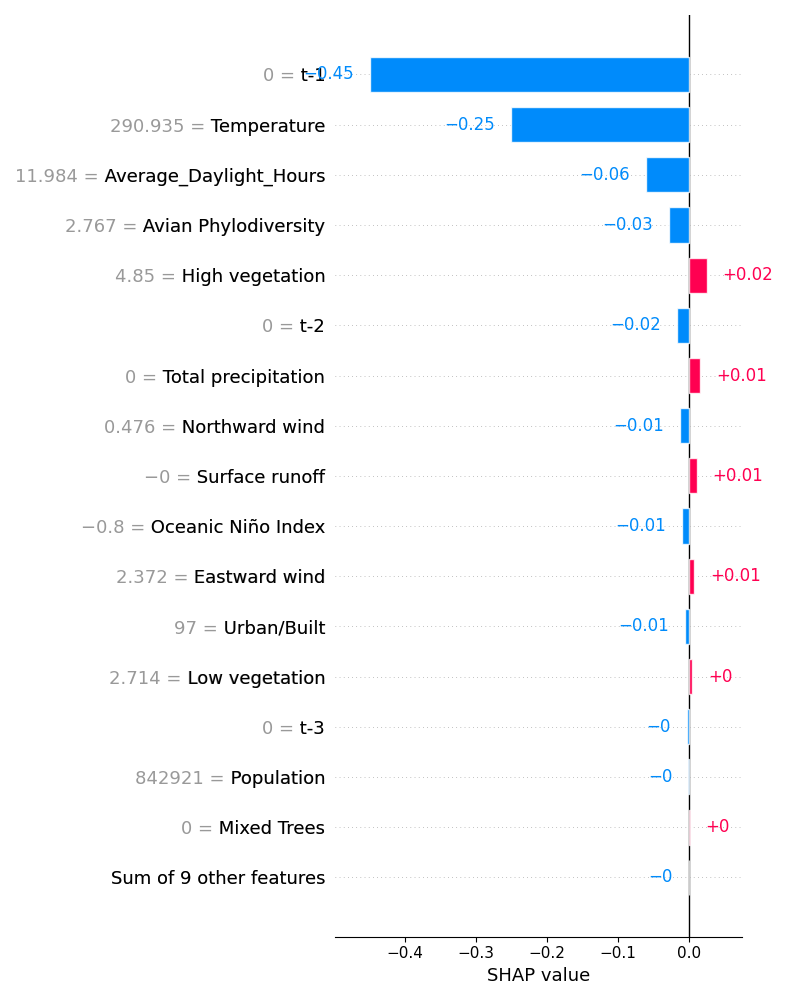 0 = t-1 −0.45
290.935 = Temperature −0.25
11.984 = Average_Daylight_Hours −0.06
2.767 = Avian Phylodiversity −0.03
4.85 = High vegetation +0.02
0 = t-2 −0.02
0 = Total precipitation +0.01
0.476 = Northward wind −0.01
−0 = Surface runoff +0.01
−0.8 = Oceanic Niño Index −0.01
2.372 = Eastward wind +0.01
97 = Urban/Built −0.01
2.714 = Low vegetation +0
0 = t-3 −0
842921 = Population −0
0 = Mixed Trees +0
Sum of 9 other features −0
−0.4 −0.3 −0.2 −0.1 0.0
SHAP value